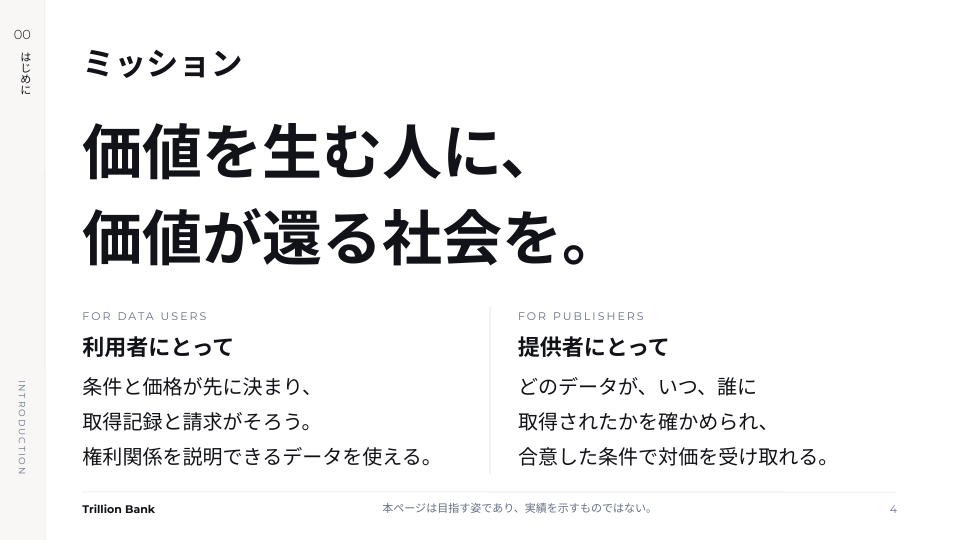 00
はじめに
ミッション
価値を生む人に、
価値が還る社会を。
FOR DATA USERS
利用者にとって
条件と価格が先に決まり、
取得記録と請求がそろう。
権利関係を説明できるデータを使える。
FOR PUBLISHERS
提供者にとって
どのデータが、いつ、誰に
取得されたかを確かめられ、
合意した条件で対価を受け取れる。
INTRODUCTION
Trillion Bank
本ページは目指す姿であり、実績を示すものではない。
4